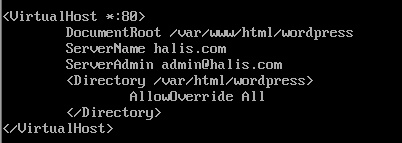 <VirtualHost *:80>
DocumentRoot /var/www/html/wordpress
ServerName halis.com
ServerAdmin admin@halis.com
<Directory /var/html/wordpress>
AllowOverride All
</Directory>
</VirtualHost>